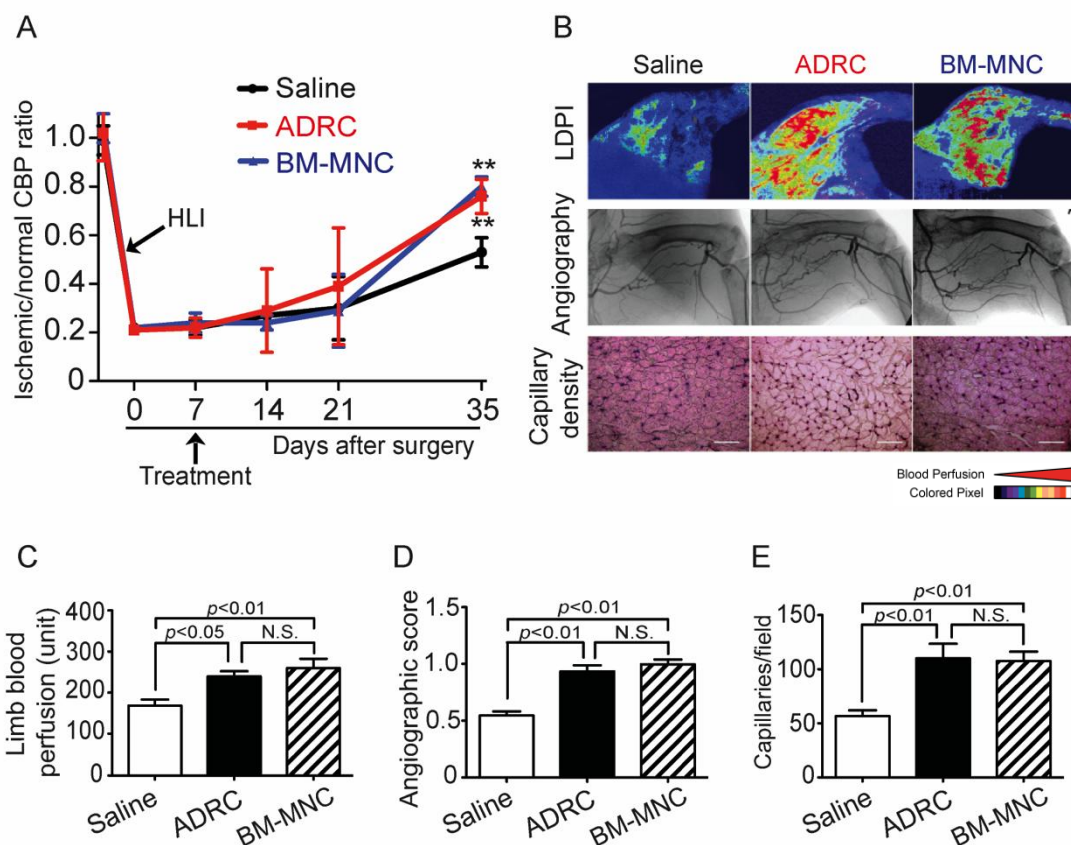 A
Saline
ADRC
BM-MNC
Ischemic/normal CBP ratio
1.0
0.8
0.6
0.4
0.2
0
HLI
**
**
0 7 14 21 35
Days after surgery
Treatment
B
Saline ADRC BM-MNC
LDPI
Angiography
Capillary
density
Blood Perfusion
Colored Pixel
C
Limb blood
perfusion (unit)
400
300
200
100
0
p<0.01
p<0.05 N.S.
Saline ADRC BM-MNC
D
Angiographic score
1.5
1.0
0.5
0
p<0.01
p<0.01 N.S.
Saline ADRC BM-MNC
E
Capillaries/field
150
100
50
0
p<0.01
p<0.01 N.S.
Saline ADRC BM-MNC